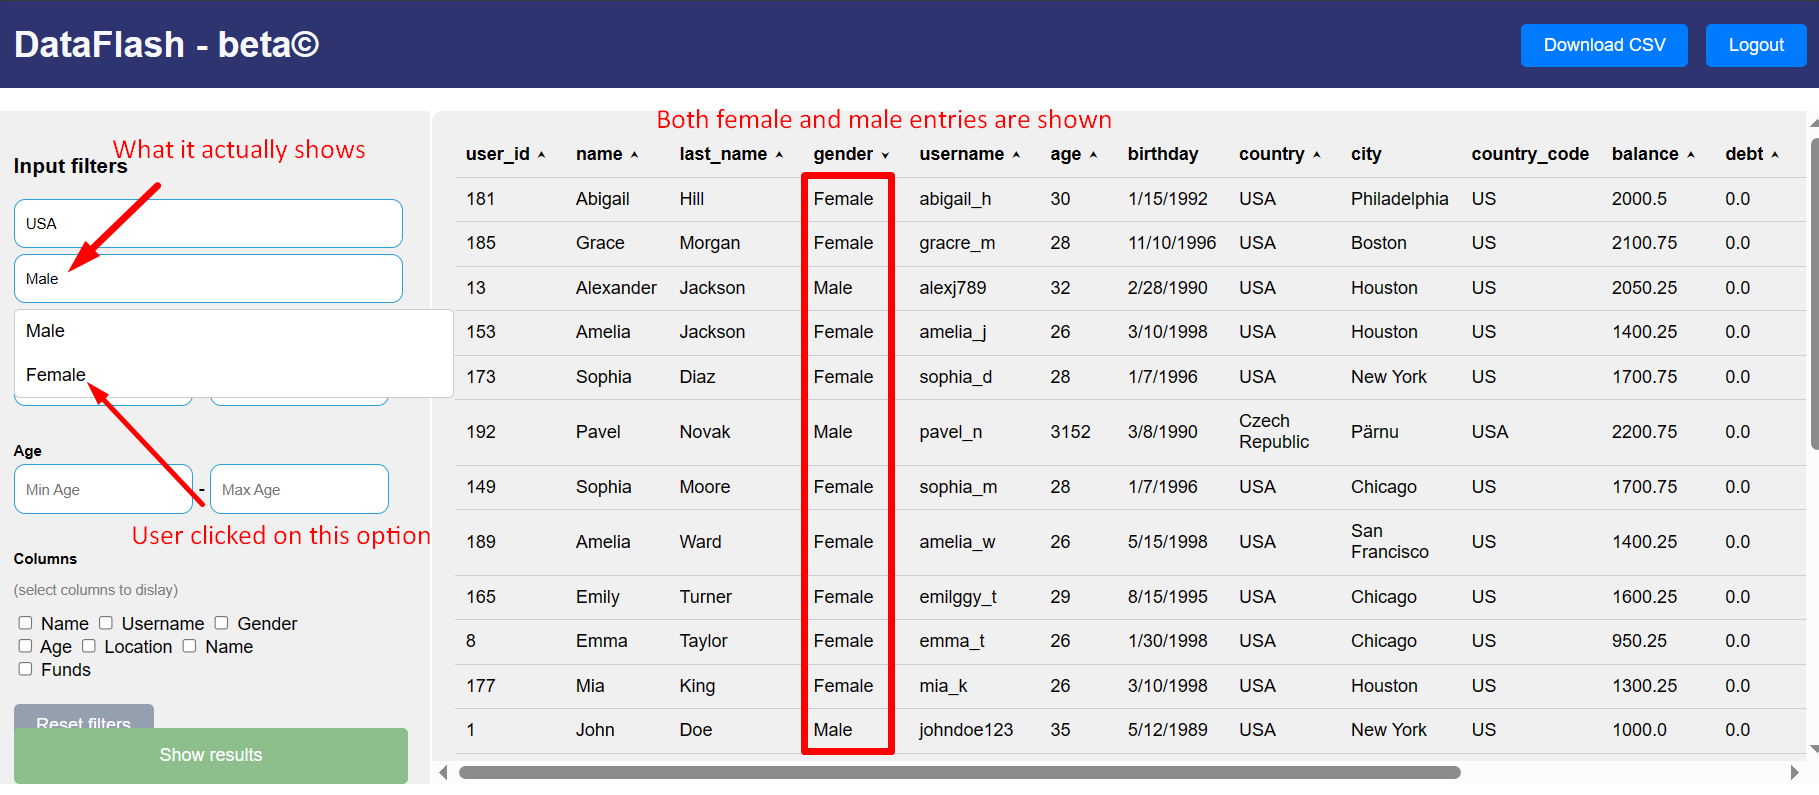 DataFlash - beta©
Download CSV
Logout
What it actually shows
Input filters
USA
Male
Male
Female
Age
Min Age - Max Age
User clicked on this option
Columns
(select columns to dislay)
Name Username Gender
Age Location Name
Funds
Reset filters
Show results
Both female and male entries are shown
user_id name last_name gender username age birthday country city country_code balance debt
181 Abigail Hill Female abigail_h 30 1/15/1992 USA Philadelphia US 2000.5 0.0
185 Grace Morgan Female gracre_m 28 11/10/1996 USA Boston US 2100.75 0.0
13 Alexander Jackson Male alexj789 32 2/28/1990 USA Houston US 2050.25 0.0
153 Amelia Jackson Female amelia_j 26 3/10/1998 USA Houston US 1400.25 0.0
173 Sophia Diaz Female sophia_d 28 1/7/1996 USA New York US 1700.75 0.0
192 Pavel Novak Male pavel_n 3152 3/8/1990 Czech Republic Pärnu USA 2200.75 0.0
149 Sophia Moore Female sophia_m 28 1/7/1996 USA Chicago US 1700.75 0.0
189 Amelia Ward Female amelia_w 26 5/15/1998 USA San Francisco US 1400.25 0.0
165 Emily Turner Female emilggy_t 29 8/15/1995 USA Chicago US 1600.25 0.0
8 Emma Taylor Female emma_t 26 1/30/1998 USA Chicago US 950.25 0.0
177 Mia King Female mia_k 26 3/10/1998 USA Houston US 1300.25 0.0
1 John Doe Male johndoe123 35 5/12/1989 USA New York US 1000.0 0.0